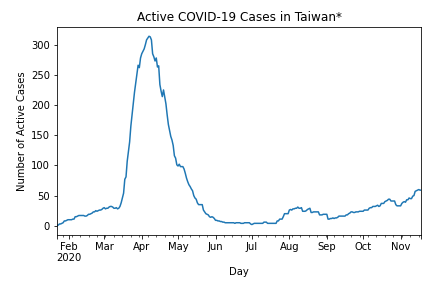 Active COVID-19 Cases in Taiwan*
Number of Active Cases
300
250
200
150
100
50
0
Feb Mar Apr May Jun Jul Aug Sep Oct Nov
2020
Day